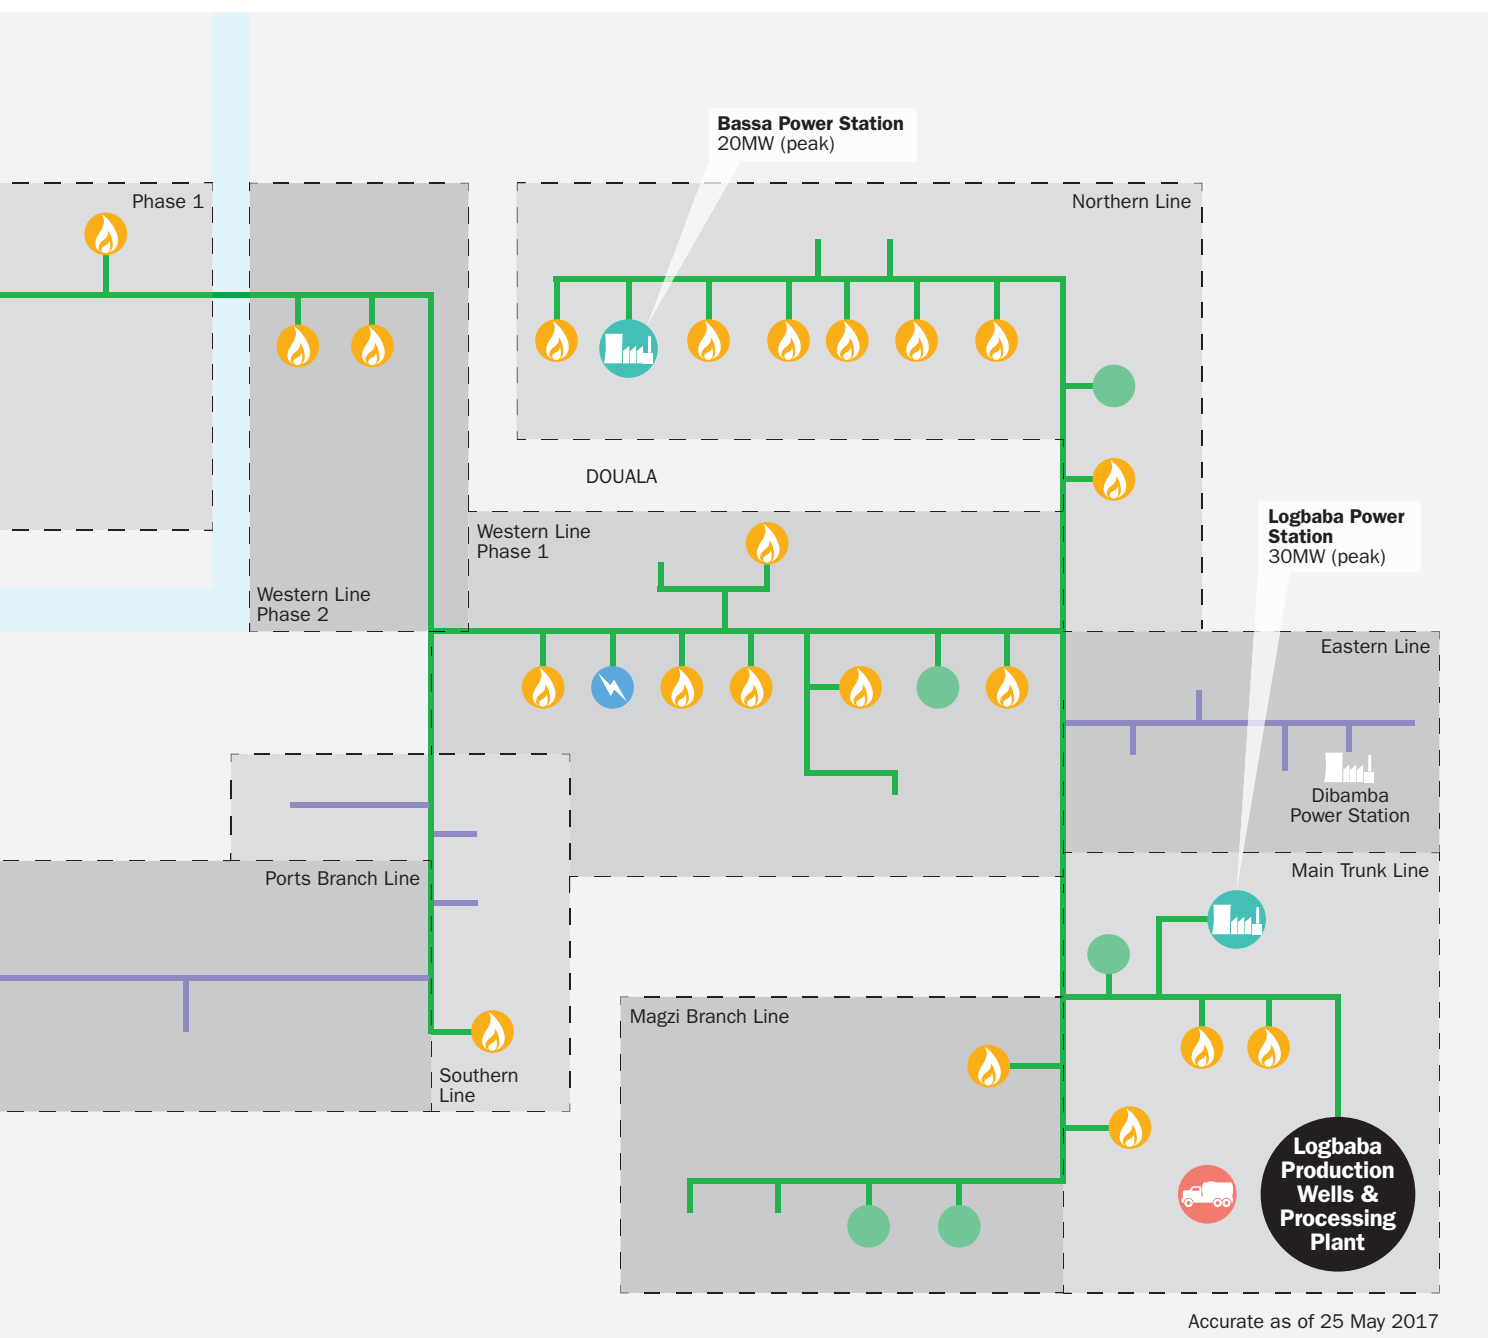 Bassa Power Station
20MW (peak)
Phase 1
Northern Line
DOUALA
Western Line
Phase 1
Logbaba Power
Station
30MW (peak)
Western Line
Phase 2
Eastern Line
Dibamba
Power Station
Ports Branch Line
Main Trunk Line
Magzi Branch Line
Southern
Line
Logbaba
Production
Wells &
Processing
Plant
Accurate as of 25 May 2017